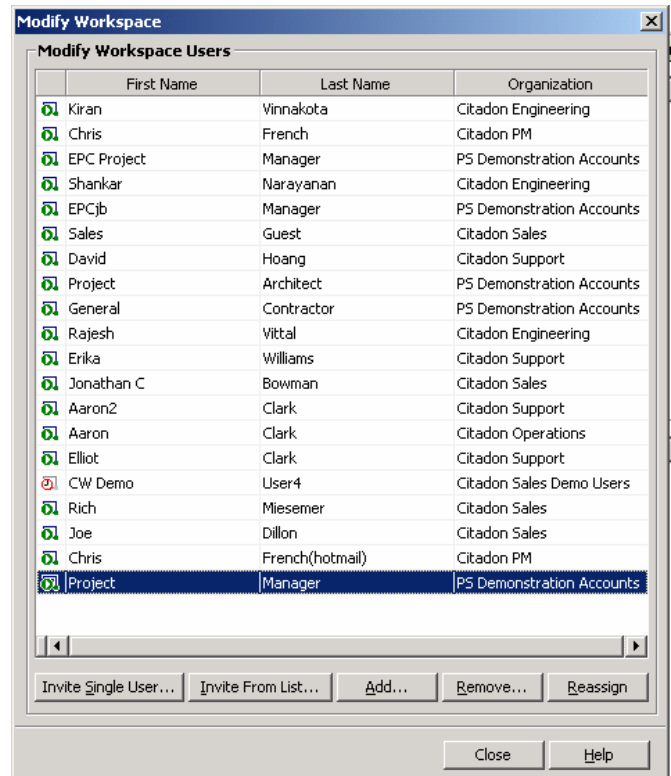 Modify Workspace
Modify Workspace Users
First Name Last Name Organization
Kiran Vinnakota Citadon Engineering
Chris French Citadon PM
EPC Project Manager PS Demonstration Accounts
Shankar Narayanan Citadon Engineering
EPCjb Manager PS Demonstration Accounts
Sales Guest Citadon Sales
David Hoang Citadon Support
Project Architect PS Demonstration Accounts
General Contractor PS Demonstration Accounts
Rajesh Vittal Citadon Engineering
Erika Williams Citadon Support
Jonathan C Bowman Citadon Sales
Aaron2 Clark Citadon Support
Aaron Clark Citadon Operations
Elliot Clark Citadon Support
CW Demo User4 Citadon Sales Demo Users
Rich Miesemer Citadon Sales
Joe Dillon Citadon Sales
Chris French(hotmail) Citadon PM
Project Manager PS Demonstration Accounts
Invite Single User... Invite From List... Add... Remove... Reassign
Close Help